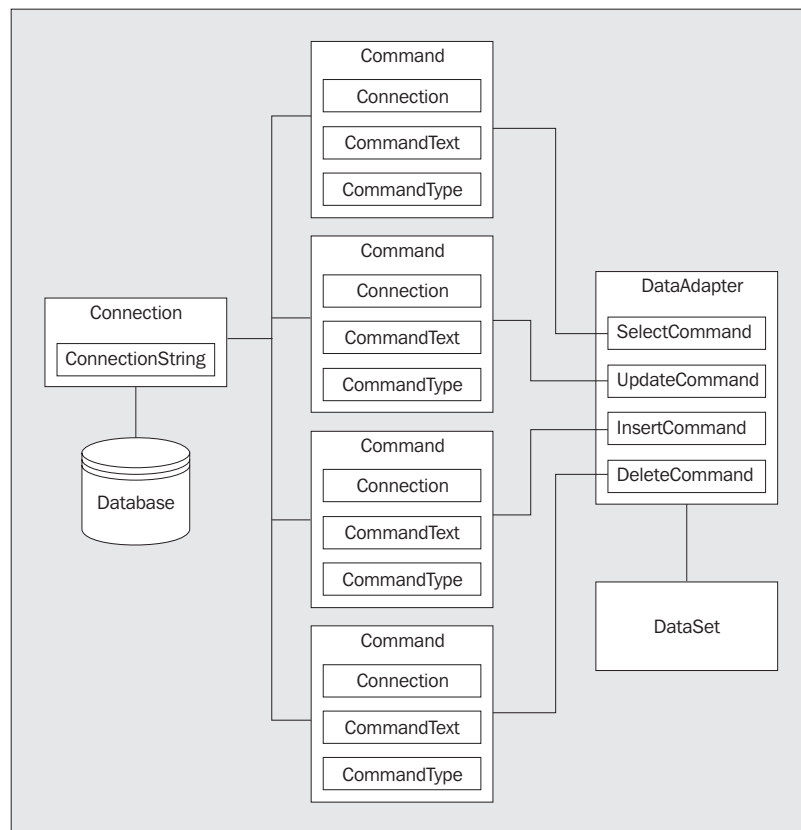 Connection
ConnectionString
Database
Command
Connection
CommandText
CommandType
Command
Connection
CommandText
CommandType
Command
Connection
CommandText
CommandType
Command
Connection
CommandText
CommandType
DataAdapter
SelectCommand
UpdateCommand
InsertCommand
DeleteCommand
DataSet